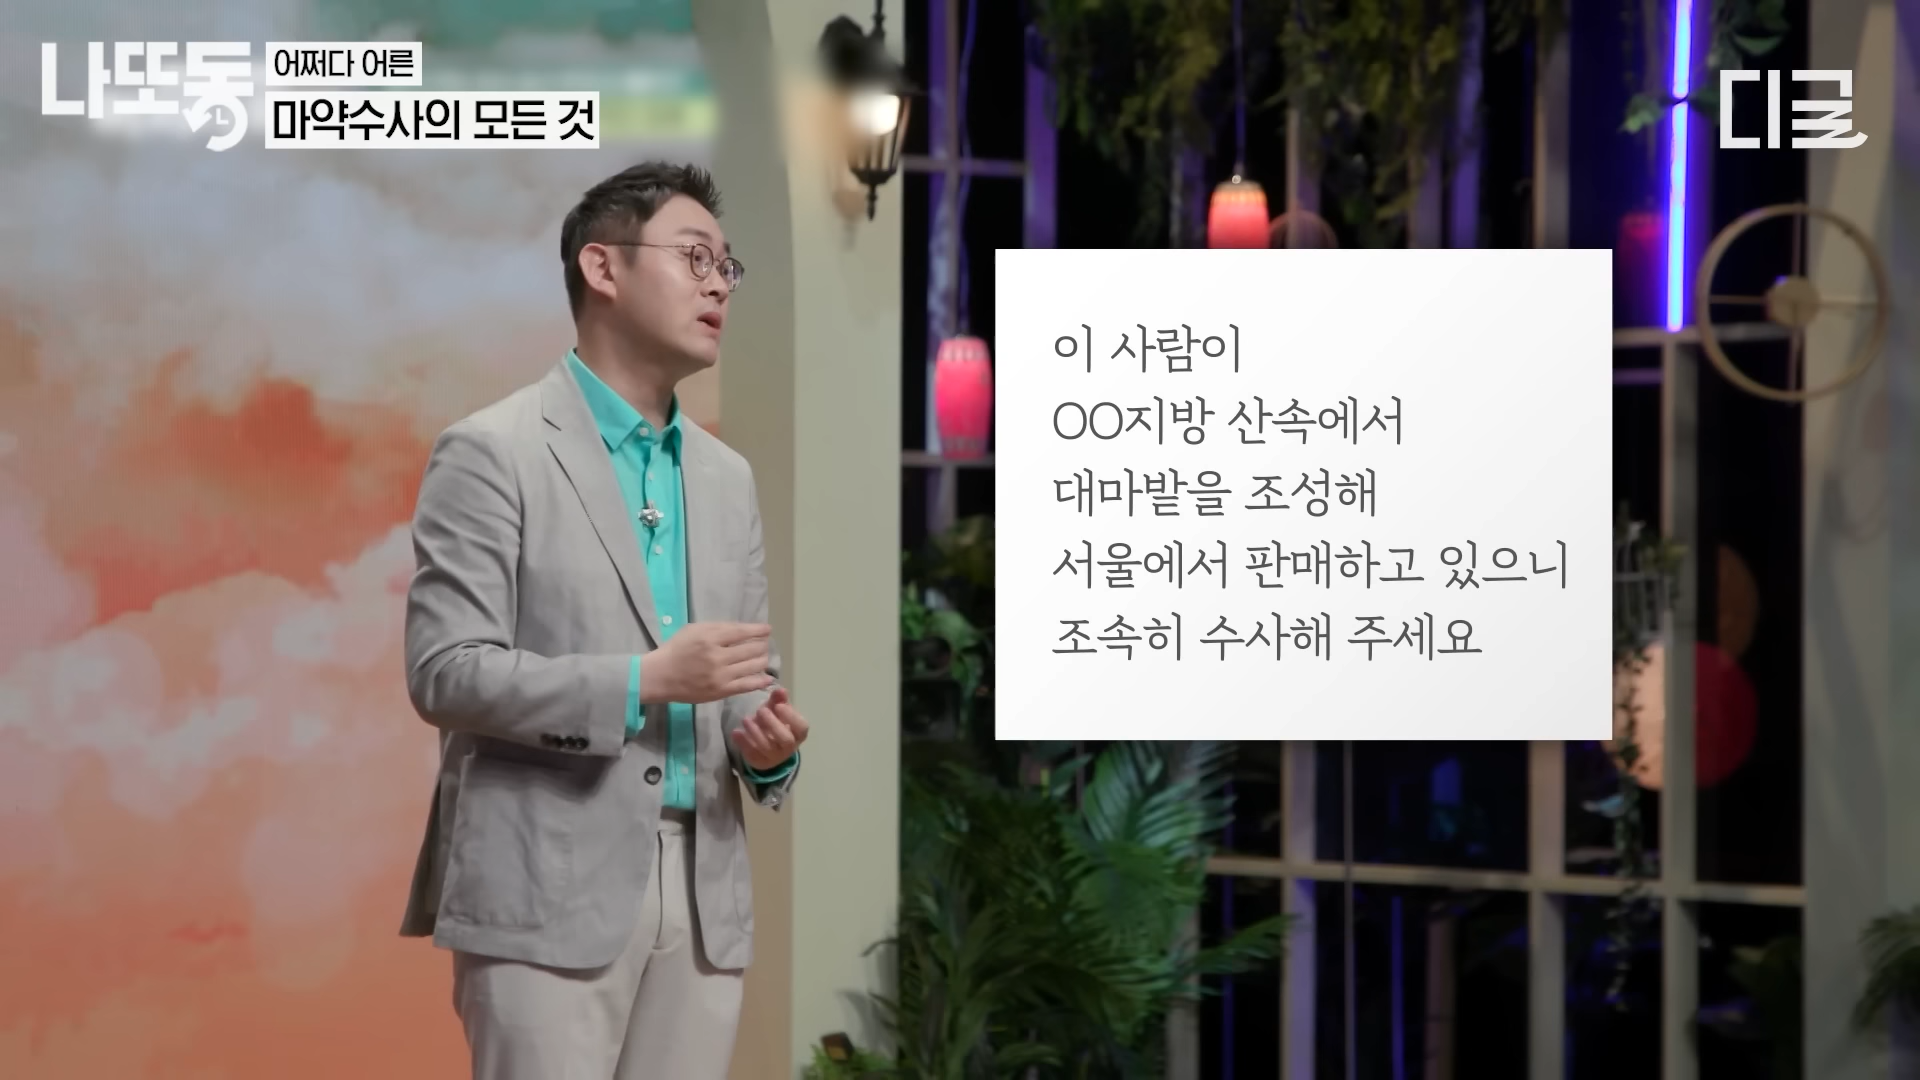 나또동
어쩌다 어른
마약수사의 모든 것
디글
이 사람이
OO지방 산속에서
대마밭을 조성해
서울에서 판매하고 있으니
조속히 수사해 주세요